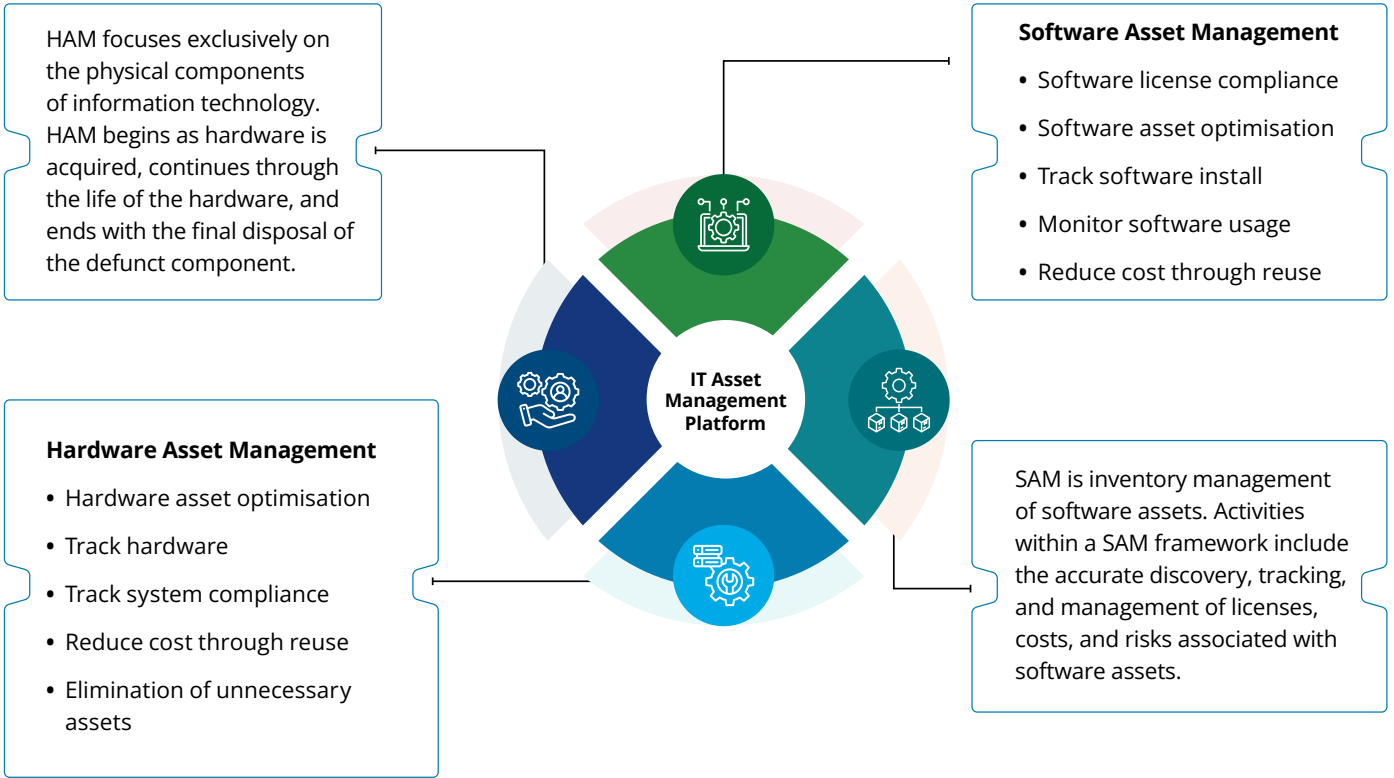 HAM focuses exclusively on
the physical components
of information technology.
HAM begins as hardware is
acquired, continues through
the life of the hardware, and
ends with the final disposal of
the defunct component.
Software Asset Management
• Software license compliance
• Software asset optimisation
• Track software install
• Monitor software usage
• Reduce cost through reuse
IT Asset
Management
Platform
Hardware Asset Management
• Hardware asset optimisation
• Track hardware
• Track system compliance
• Reduce cost through reuse
• Elimination of unnecessary
assets
SAM is inventory management
of software assets. Activities
within a SAM framework include
the accurate discovery, tracking,
and management of licenses,
costs, and risks associated with
software assets.